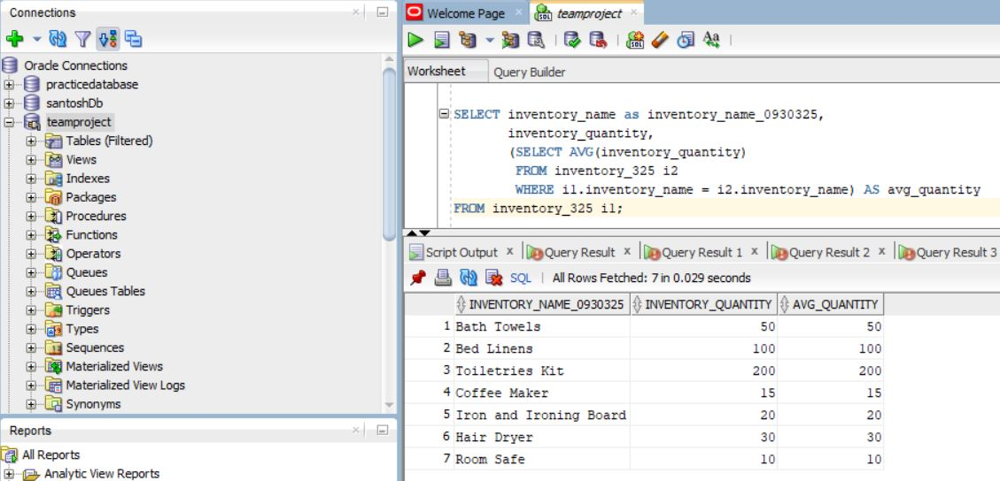 Connections
Oracle Connections
practicedatabase
santoshDb
teamproject
Tables (Filtered)
Views
Indexes
Packages
Procedures
Functions
Operators
Queues
Queues Tables
Triggers
Types
Sequences
Materialized Views
Materialized View Logs
Synonyms
Reports
All Reports
Analytic View Reports
Welcome Page
teamproject
Worksheet Query Builder
SELECT inventory_name as inventory_name_0930325,
inventory_quantity,
(SELECT AVG(inventory_quantity)
FROM inventory_325 i2
WHERE i1.inventory_name = i2.inventory_name) AS avg_quantity
FROM inventory_325 i1;
Script Output x Query Result x Query Result 1 x Query Result 2 x Query Result 3
SQL | All Rows Fetched: 7 in 0.029 seconds
INVENTORY_NAME_0930325 INVENTORY_QUANTITY AVG_QUANTITY
1 Bath Towels 50 50
2 Bed Linens 100 100
3 Toiletries Kit 200 200
4 Coffee Maker 15 15
5 Iron and Ironing Board 20 20
6 Hair Dryer 30 30
7 Room Safe 10 10